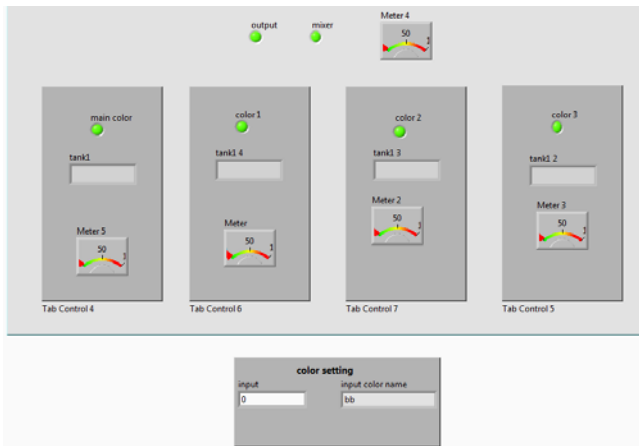 output
mixer
Meter 4
50
1
main color
color 1
color 2
color 3
tank1
tank1 4
tank1 3
tank1 2
Meter 5
50
1
Meter
50
1
Meter 2
50
1
Meter 3
50
1
Tab Control 4
Tab Control 6
Tab Control 7
Tab Control 5
color setting
input
input color name
0
bb